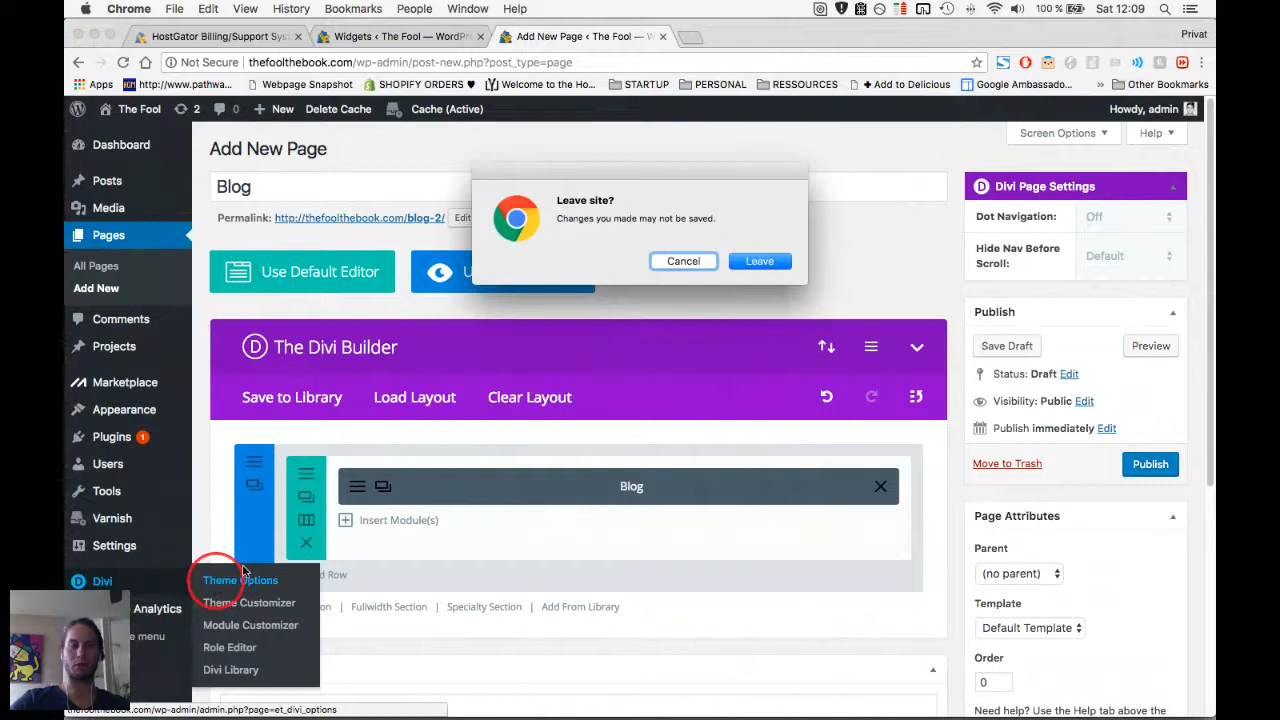 Chrome File Edit View History Bookmarks People Window Help 100 % Sat 12:09
HostGator Billing/Support Sys Widgets ‹ The Fool — WordPre Add New Page ‹ The Fool — W Privat
Not Secure thefoolthebook.com/wp-admin/post-new.php?post_type=page
Apps http://www.pathwa... Webpage Snapshot SHOPIFY ORDERS ♥ Welcome to the Ho... STARTUP PERSONAL RESSOURCES + Add to Delicious Google Ambassado... » Other Bookmarks
The Fool 2 0 + New Delete Cache Cache (Active) Howdy, admin
Screen Options Help
Dashboard
Posts
Media
Pages
All Pages
Add New
Comments
Projects
Marketplace
Appearance
Plugins 1
Users
Tools
Varnish
Settings
Divi
Analytics
e menu
Theme Options
Theme Customizer
Module Customizer
Role Editor
Divi Library
Add New Page
Blog
Permalink: http://thefoolthebook.com/blog-2/ Edit
Use Default Editor
U
Leave site?
Changes you made may not be saved.
Cancel Leave
The Divi Builder
Save to Library Load Layout Clear Layout
Blog
Insert Module(s)
d Row
on | Fullwidth Section | Specialty Section | Add From Library
Divi Page Settings
Dot Navigation: Off
Hide Nav Before
Scroll: Default
Publish
Save Draft Preview
Status: Draft Edit
Visibility: Public Edit
Publish immediately Edit
Move to Trash Publish
Page Attributes
Parent
(no parent)
Template
Default Template
Order
0
Need help? Use the Help tab above the
thefoolthebook.com/wp-admin/admin.php?page=et_divi_options